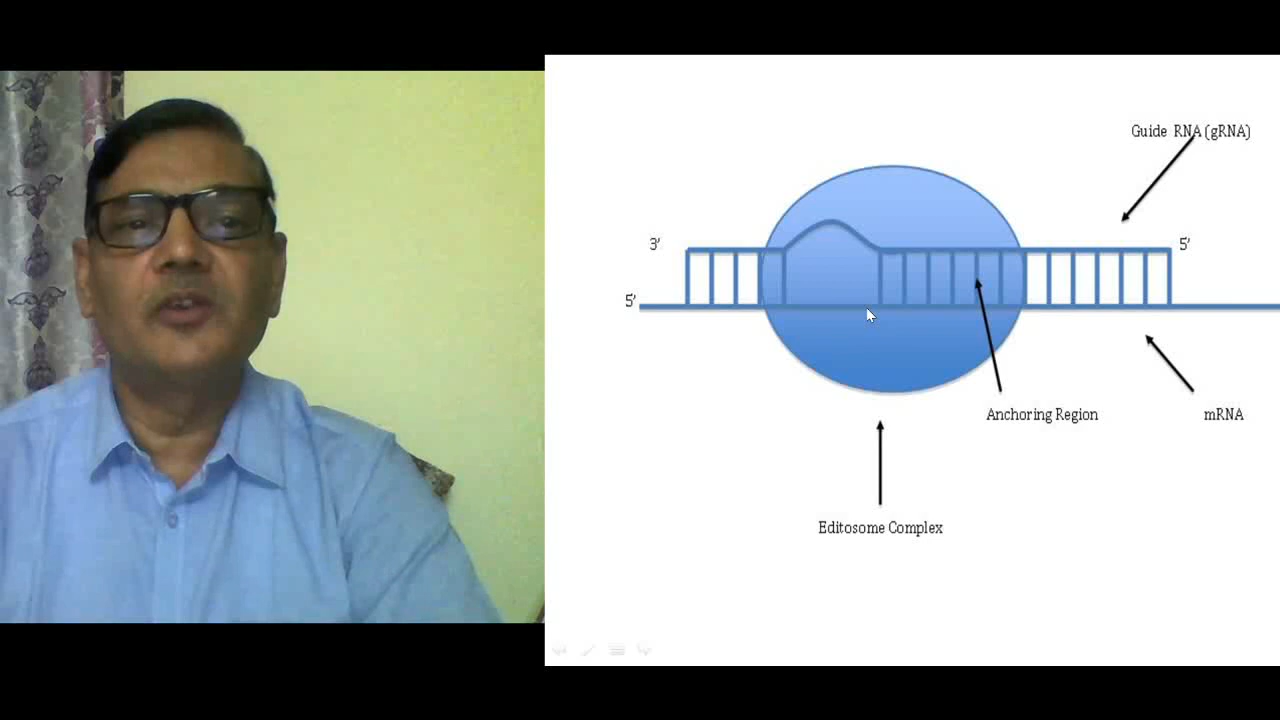 Guide RNA (gRNA)
3’
5’
5’
Anchoring Region
mRNA
Editosome Complex